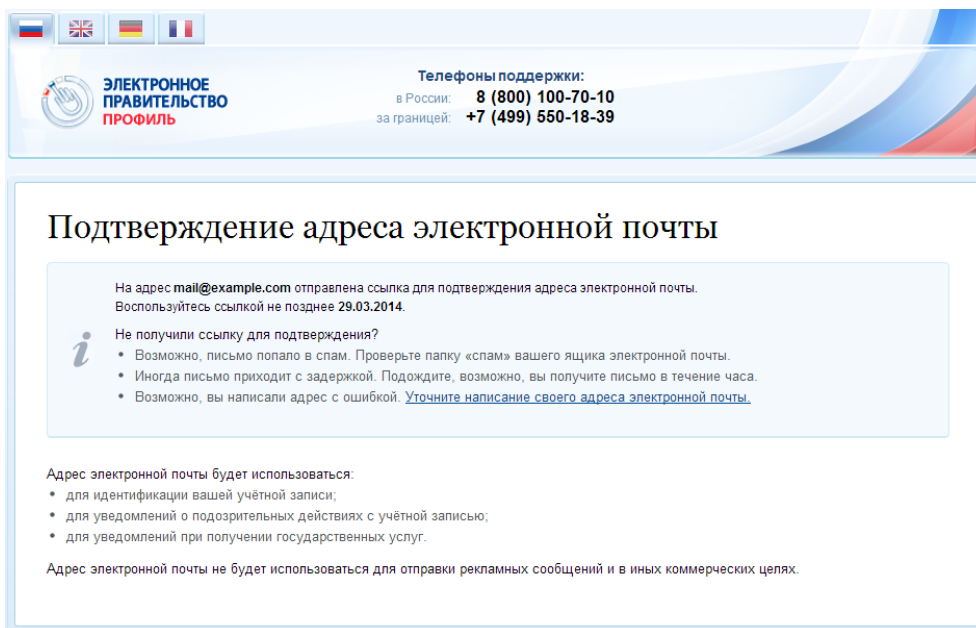 ЭЛЕКТРОННОЕ
ПРАВИТЕЛЬСТВО
ПРОФИЛЬ
Телефоны поддержки:
в России: 8 (800) 100-70-10
за границей: +7 (499) 550-18-39
Подтверждение адреса электронной почты
На адрес mail@example.com отправлена ссылка для подтверждения адреса электронной почты.
Воспользуйтесь ссылкой не позднее 29.03.2014.
Не получили ссылку для подтверждения?
• Возможно, письмо попало в спам. Проверьте папку «спам» вашего ящика электронной почты.
• Иногда письмо приходит с задержкой. Подождите, возможно, вы получите письмо в течение часа.
• Возможно, вы написали адрес с ошибкой. Уточните написание своего адреса электронной почты.
Адрес электронной почты будет использоваться:
• для идентификации вашей учётной записи;
• для уведомлений о подозрительных действиях с учётной записью;
• для уведомлений при получении государственных услуг.
Адрес электронной почты не будет использоваться для отправки рекламных сообщений и в иных коммерческих целях.